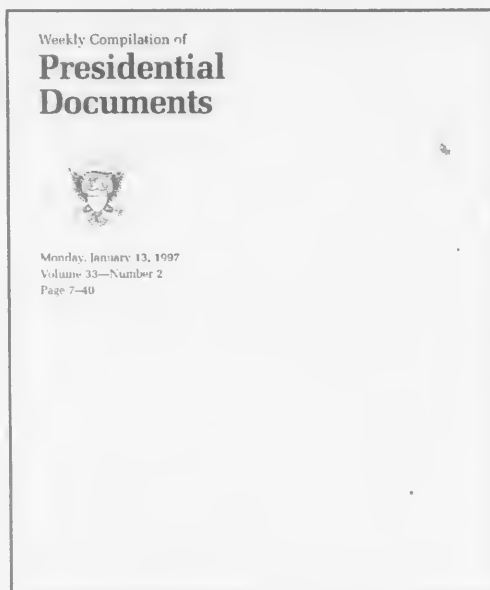 Weekly Compilation of
Presidential
Documents
Monday, January 13, 1997
Volume 33—Number 2
Page 7–40